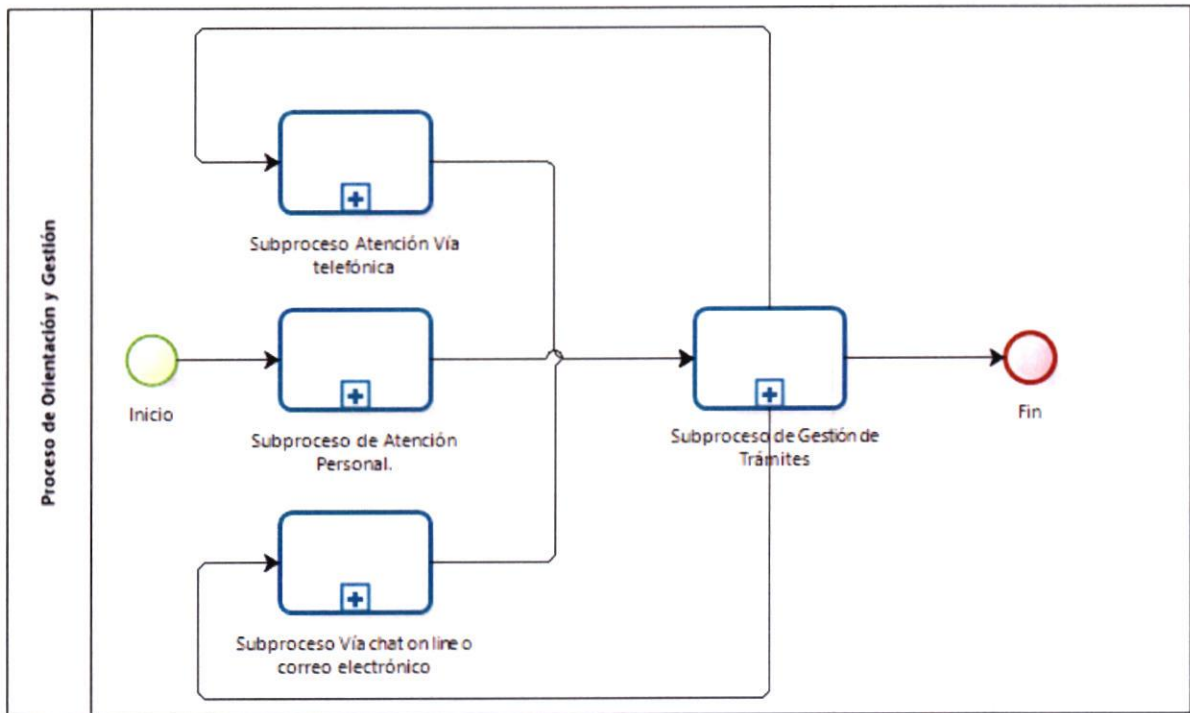 Proceso de Orientación y Gestión
Subproceso Atención Vía
telefónica
Inicio
Subproceso de Atención
Personal.
Subproceso de Gestión de
Trámites
Fin
Subproceso Vía chat on line o
correo electrónico